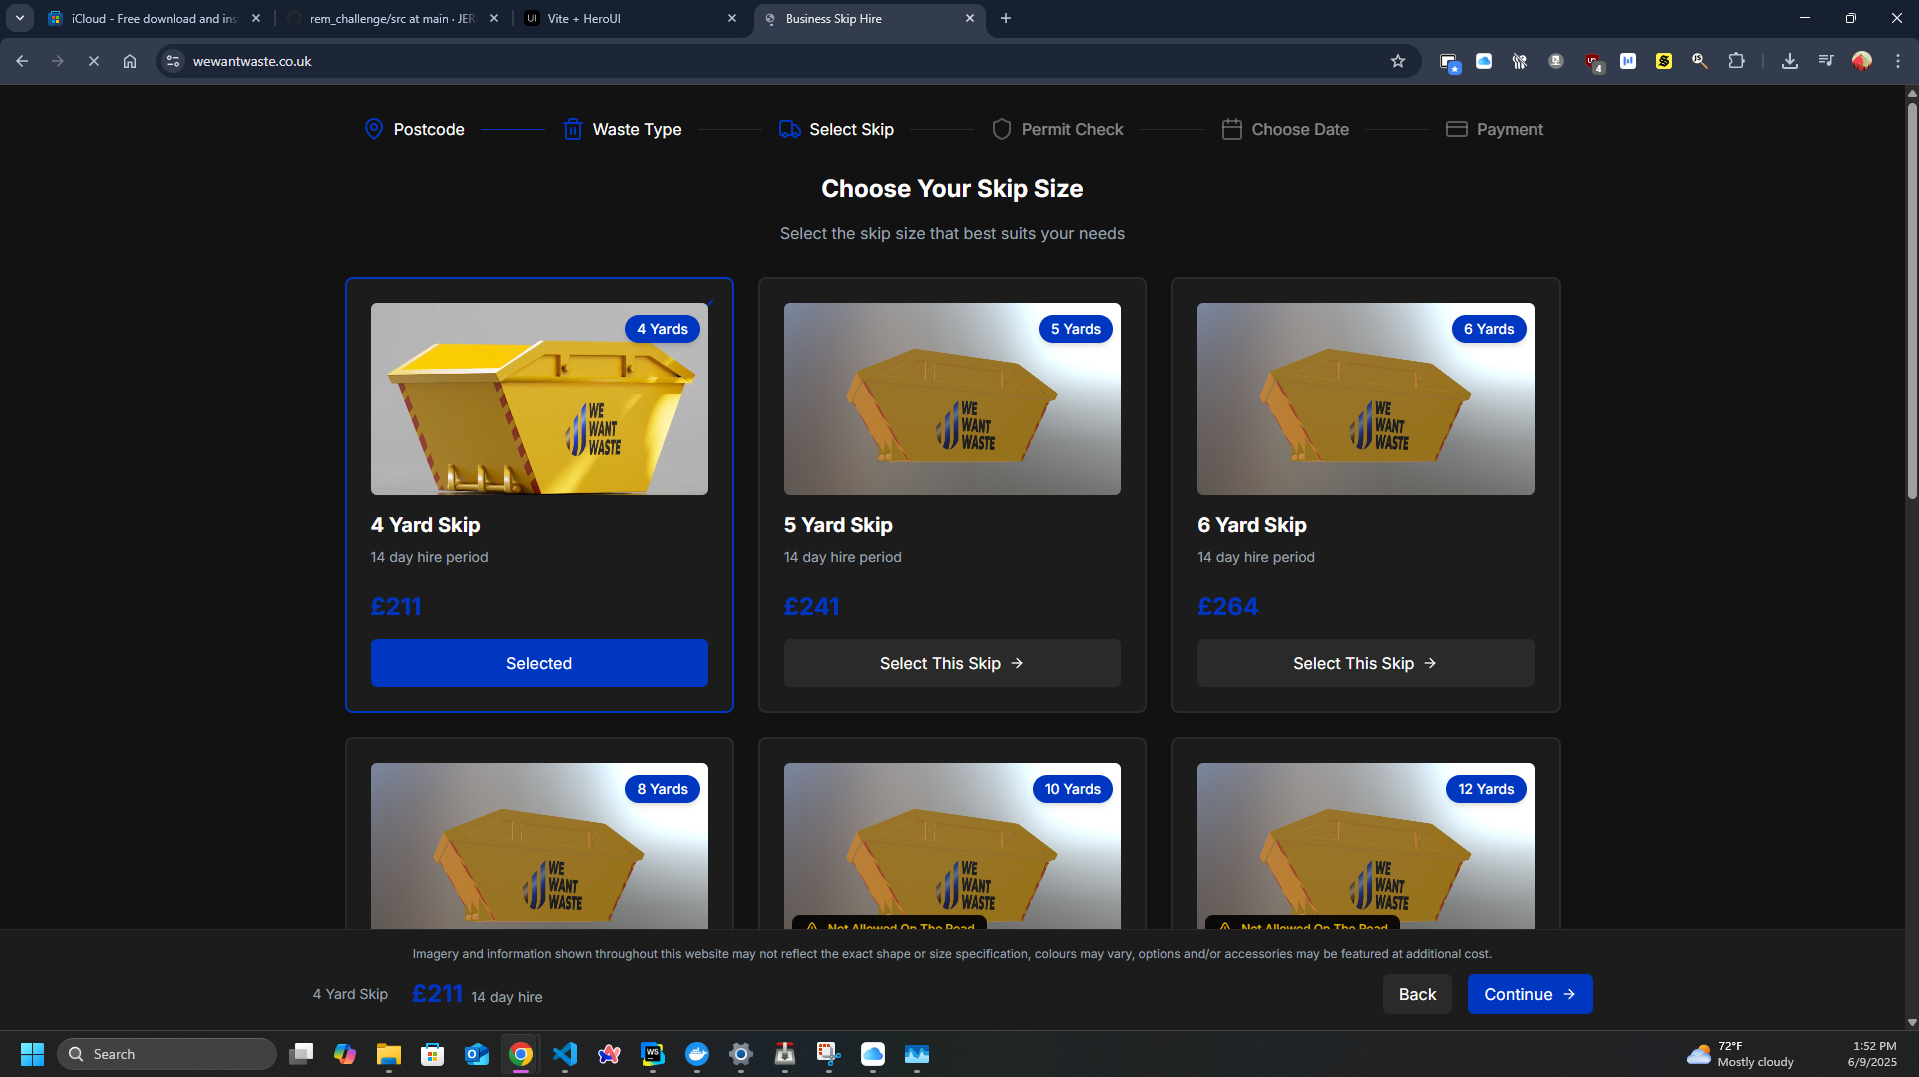 iCloud - Free download and ins
rem_challenge/src at main · JER
Vite + HeroUI
Business Skip Hire
wewantwaste.co.uk
4
Postcode
Waste Type
Select Skip
Permit Check
Choose Date
Payment
Choose Your Skip Size
Select the skip size that best suits your needs
4 Yards
WE
WANT
WASTE
4 Yard Skip
14 day hire period
£211
Selected
5 Yards
WE
WANT
WASTE
5 Yard Skip
14 day hire period
£241
Select This Skip →
6 Yards
WE
WANT
WASTE
6 Yard Skip
14 day hire period
£264
Select This Skip →
8 Yards
WE
WANT
WASTE
10 Yards
WE
WANT
WASTE
Not Allowed On The Road
12 Yards
WE
WANT
WASTE
Not Allowed On The Road
Imagery and information shown throughout this website may not reflect the exact shape or size specification, colours may vary, options and/or accessories may be featured at additional cost.
4 Yard Skip £211 14 day hire
Back
Continue →
Search
72°F
Mostly cloudy
1:52 PM
6/9/2025